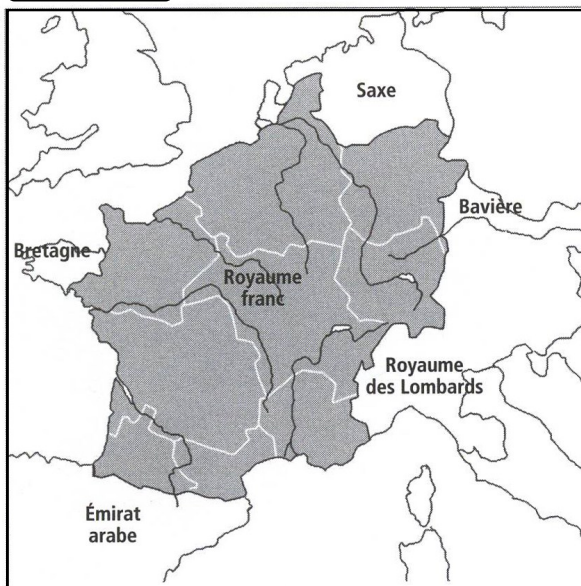 Saxe
Bavière
Bretagne
Royaume
franc
Royaume
des Lombards
Émirat
arabe